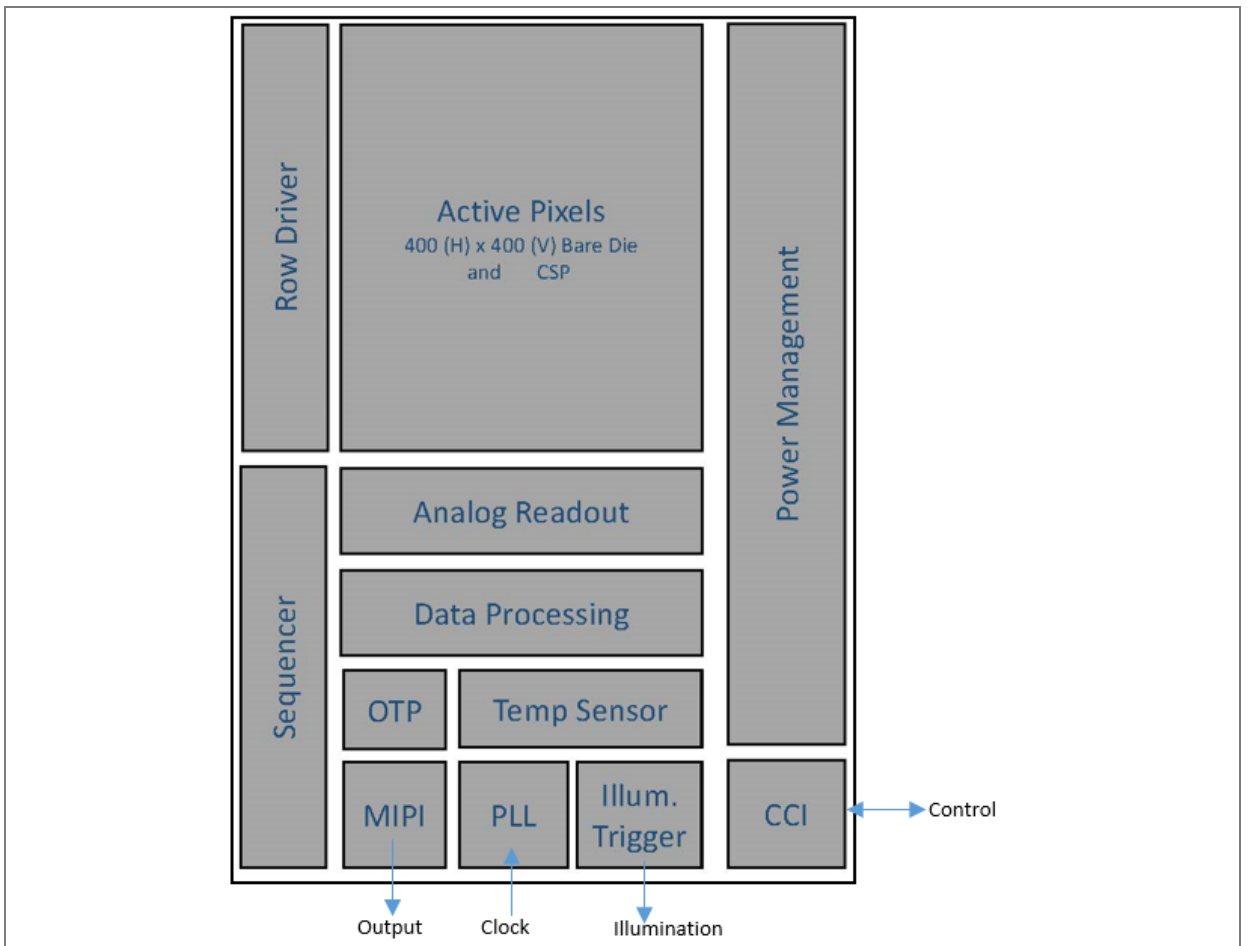 Row Driver
Active Pixels
400 (H) x 400 (V) Bare Die
and CSP
Power Management
Analog Readout
Sequencer
Data Processing
OTP
Temp Sensor
MIPI
PLL
Illum.
Trigger
CCI
Control
Output
Clock
Illumination